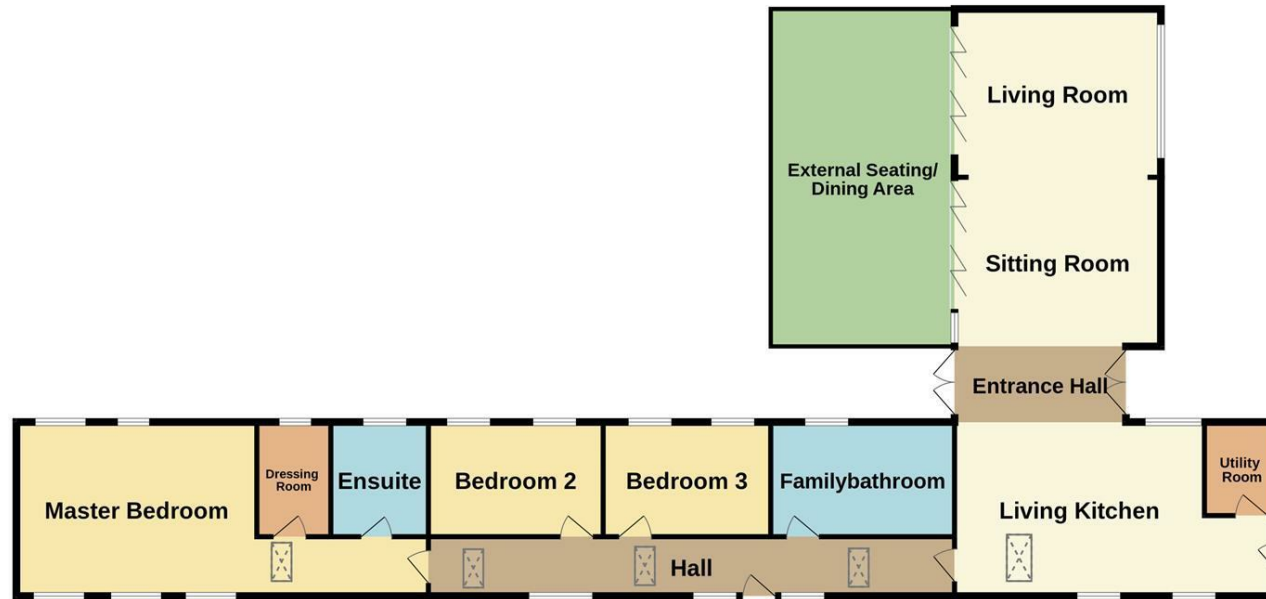 Living Room
External Seating/
Dining Area
Sitting Room
Entrance Hall
Master Bedroom
Dressing
Room
Ensuite
Bedroom 2
Bedroom 3
Familybathroom
Living Kitchen
Utility
Room
Hall